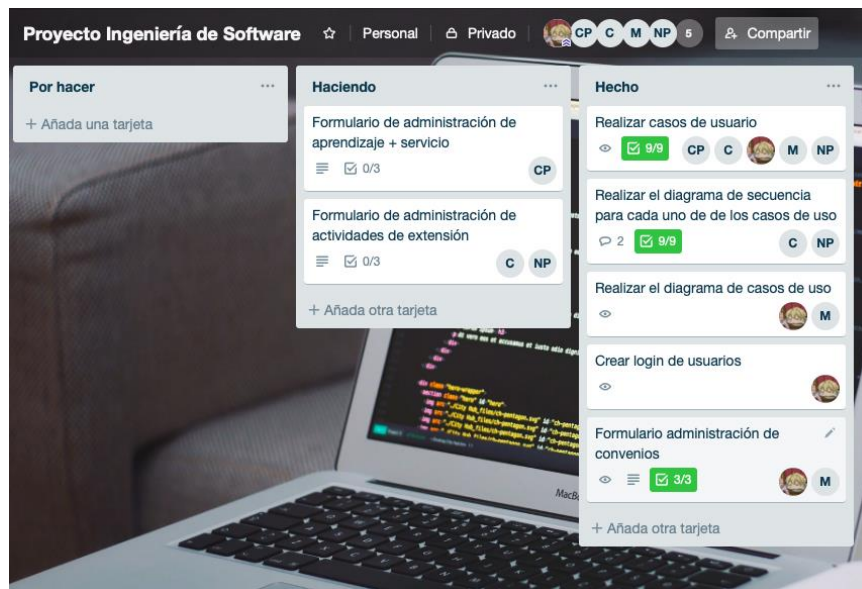 Proyecto Ingeniería de Software
Personal
Privado
CP C M NP 5
Compartir
Por hacer
+ Añada una tarjeta
Haciendo
Formulario de administración de
aprendizaje + servicio
0/3
CP
Formulario de administración de
actividades de extensión
0/3
C NP
+ Añada otra tarjeta
Hecho
Realizar casos de usuario
9/9 CP C M NP
Realizar el diagrama de secuencia
para cada uno de de los casos de uso
2 9/9 C NP
Realizar el diagrama de casos de uso
M
Crear login de usuarios
Formulario administración de
convenios
3/3 M
+ Añada otra tarjeta